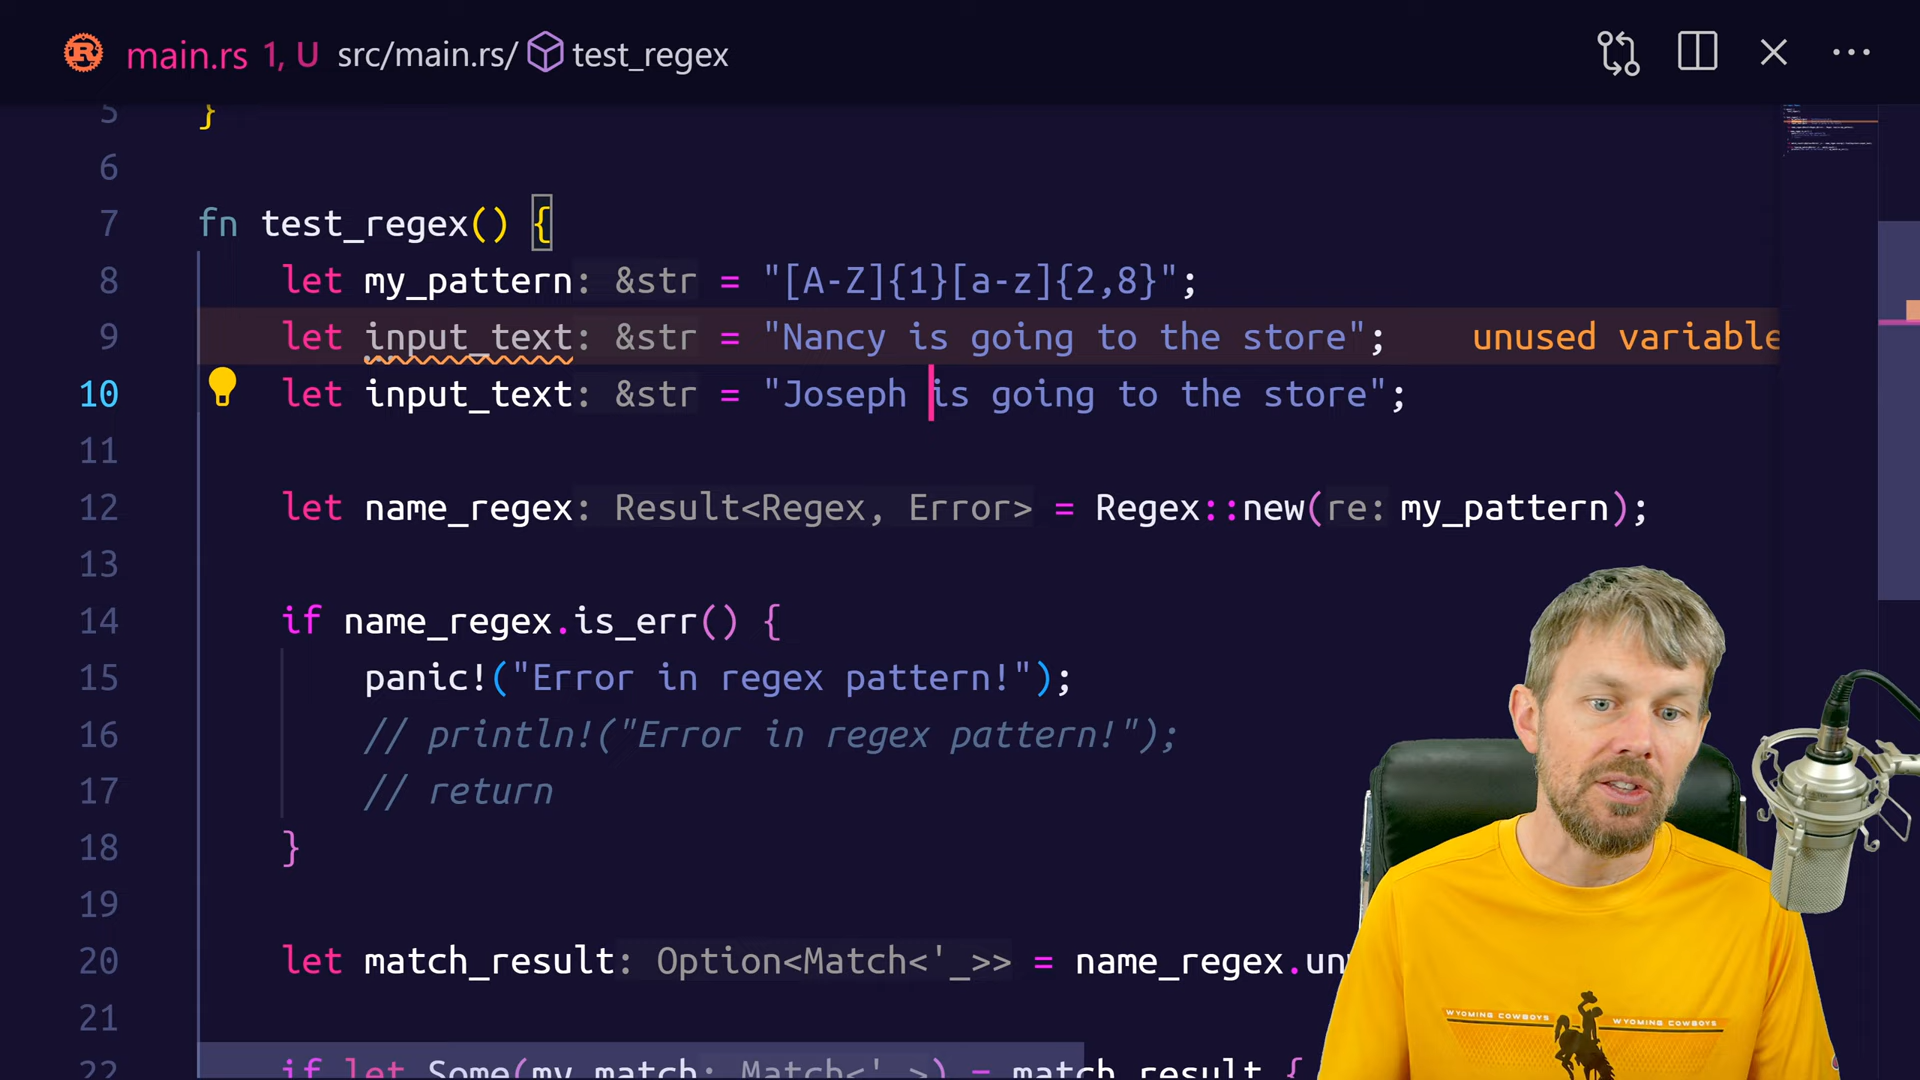 main.rs 1, U src/main.rs/ test_regex
5 }
6
7 fn test_regex() {
8 let my_pattern: &str = "[A-Z]{1}[a-z]{2,8}";
9 let input_text: &str = "Nancy is going to the store"; unused variable
10 let input_text: &str = "Joseph is going to the store";
11
12 let name_regex: Result<Regex, Error> = Regex::new(re: my_pattern);
13
14 if name_regex.is_err() {
15 panic!("Error in regex pattern!");
16 // println!("Error in regex pattern!");
17 // return
18 }
19
20 let match_result: Option<Match<'_>> = name_regex.un
21
22 if let Some(my_match: Match<'_>) = match_result {
WYOMING COWBOYS WYOMING COWBOYS